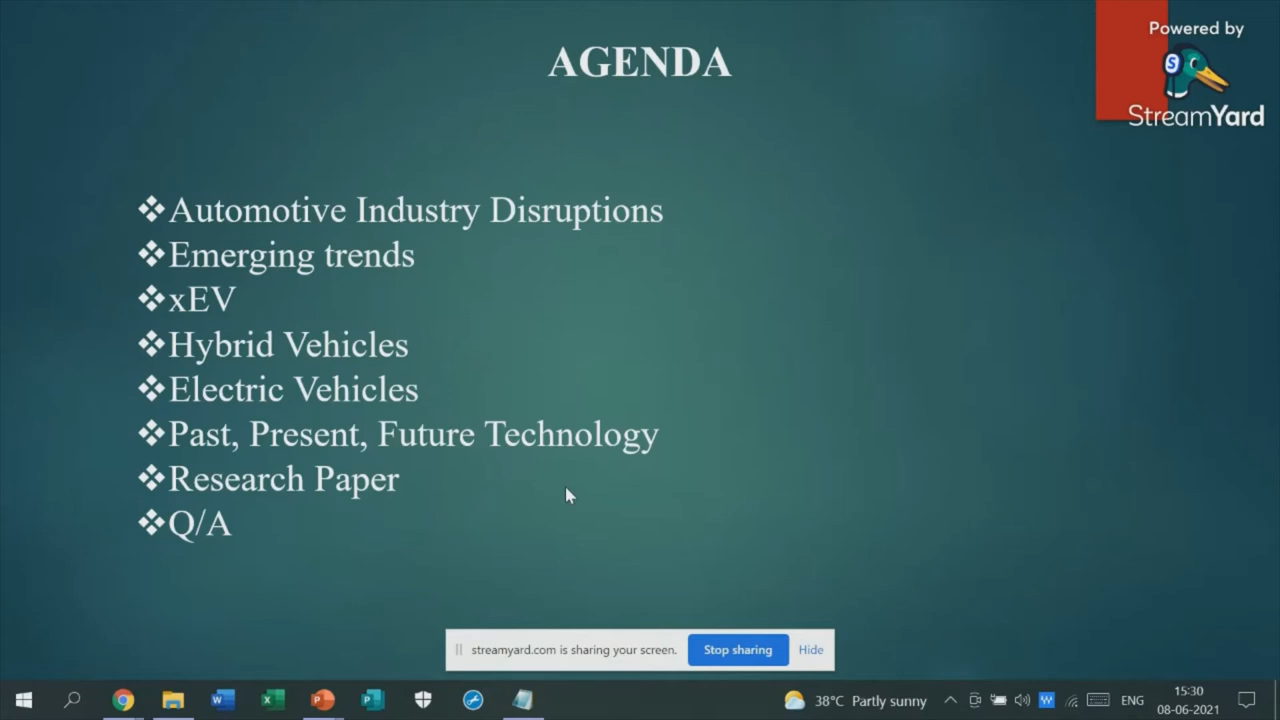 AGENDA
Powered by
StreamYard
❖Automotive Industry Disruptions
❖Emerging trends
❖xEV
❖Hybrid Vehicles
❖Electric Vehicles
❖Past, Present, Future Technology
❖Research Paper
❖Q/A
streamyard.com is sharing your screen. Stop sharing Hide
38°C Partly sunny ENG 15:30
08-06-2021